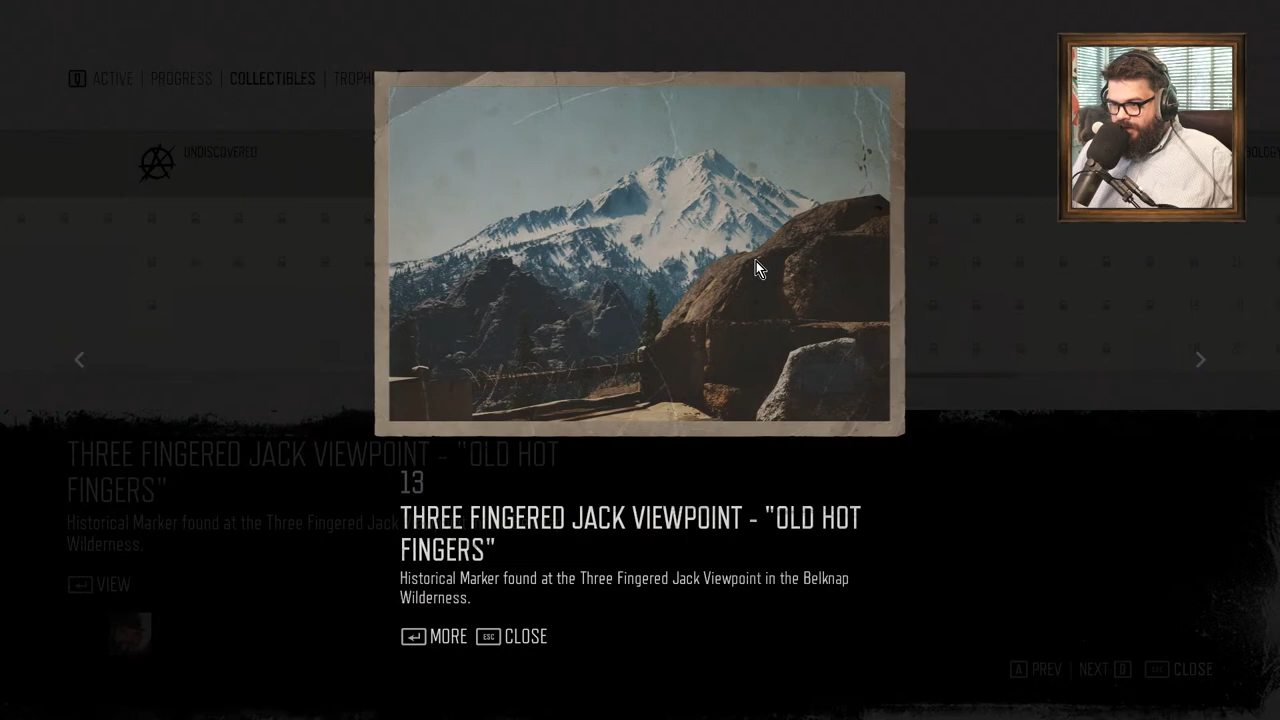 Q ACTIVE | PROGRESS | COLLECTIBLES | TROPH
UNDISCOVERED
THREE FINGERED JACK VIEWPOINT - "OLD HOT
FINGERS"
Historical Marker found at the Three Fingered Jack
Wilderness.
VIEW
13
THREE FINGERED JACK VIEWPOINT - "OLD HOT
FINGERS"
Historical Marker found at the Three Fingered Jack Viewpoint in the Belknap
Wilderness.
MORE ESC CLOSE
A PREV | NEXT D ESC CLOSE